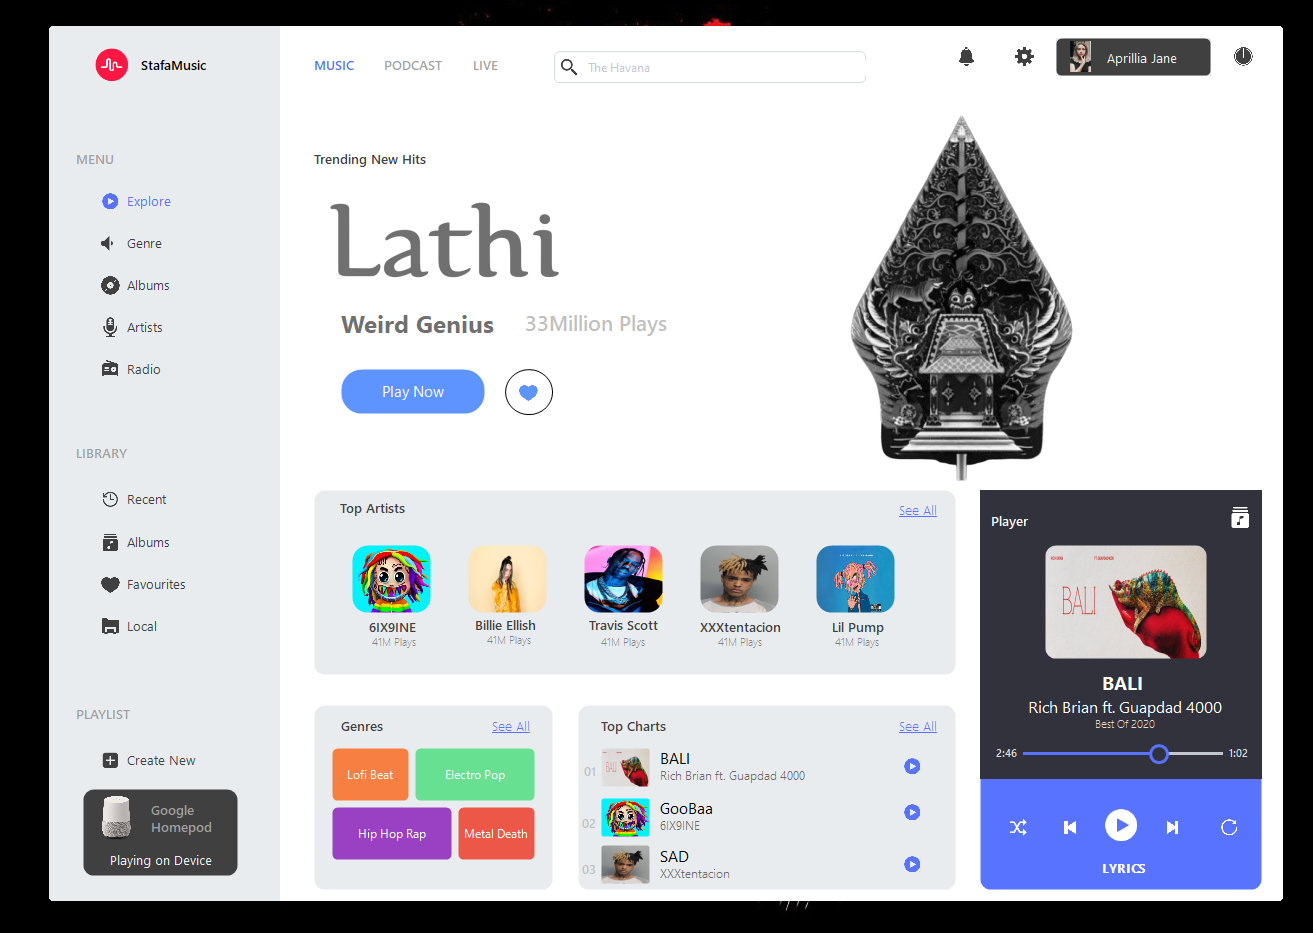 StafaMusic
MUSIC
PODCAST
LIVE
The Havana
Aprillia Jane
MENU
Explore
Genre
Albums
Artists
Radio
LIBRARY
Recent
Albums
Favourites
Local
PLAYLIST
Create New
Google
Homepod
Playing on Device
Trending New Hits
Lathi
Weird Genius
33Million Plays
Play Now
Top Artists
See All
6IX9INE
41M Plays
Billie Ellish
41M Plays
Travis Scott
41M Plays
XXXtentacion
41M Plays
Lil Pump
41M Plays
Genres
See All
Lofi Beat
Electro Pop
Hip Hop Rap
Metal Death
Top Charts
See All
01
BALI
BALI
Rich Brian ft. Guapdad 4000
02
GooBaa
6IX9INE
03
SAD
XXXtentacion
Player
BALI
BALI
Rich Brian ft. Guapdad 4000
Best Of 2020
2:46
1:02
LYRICS